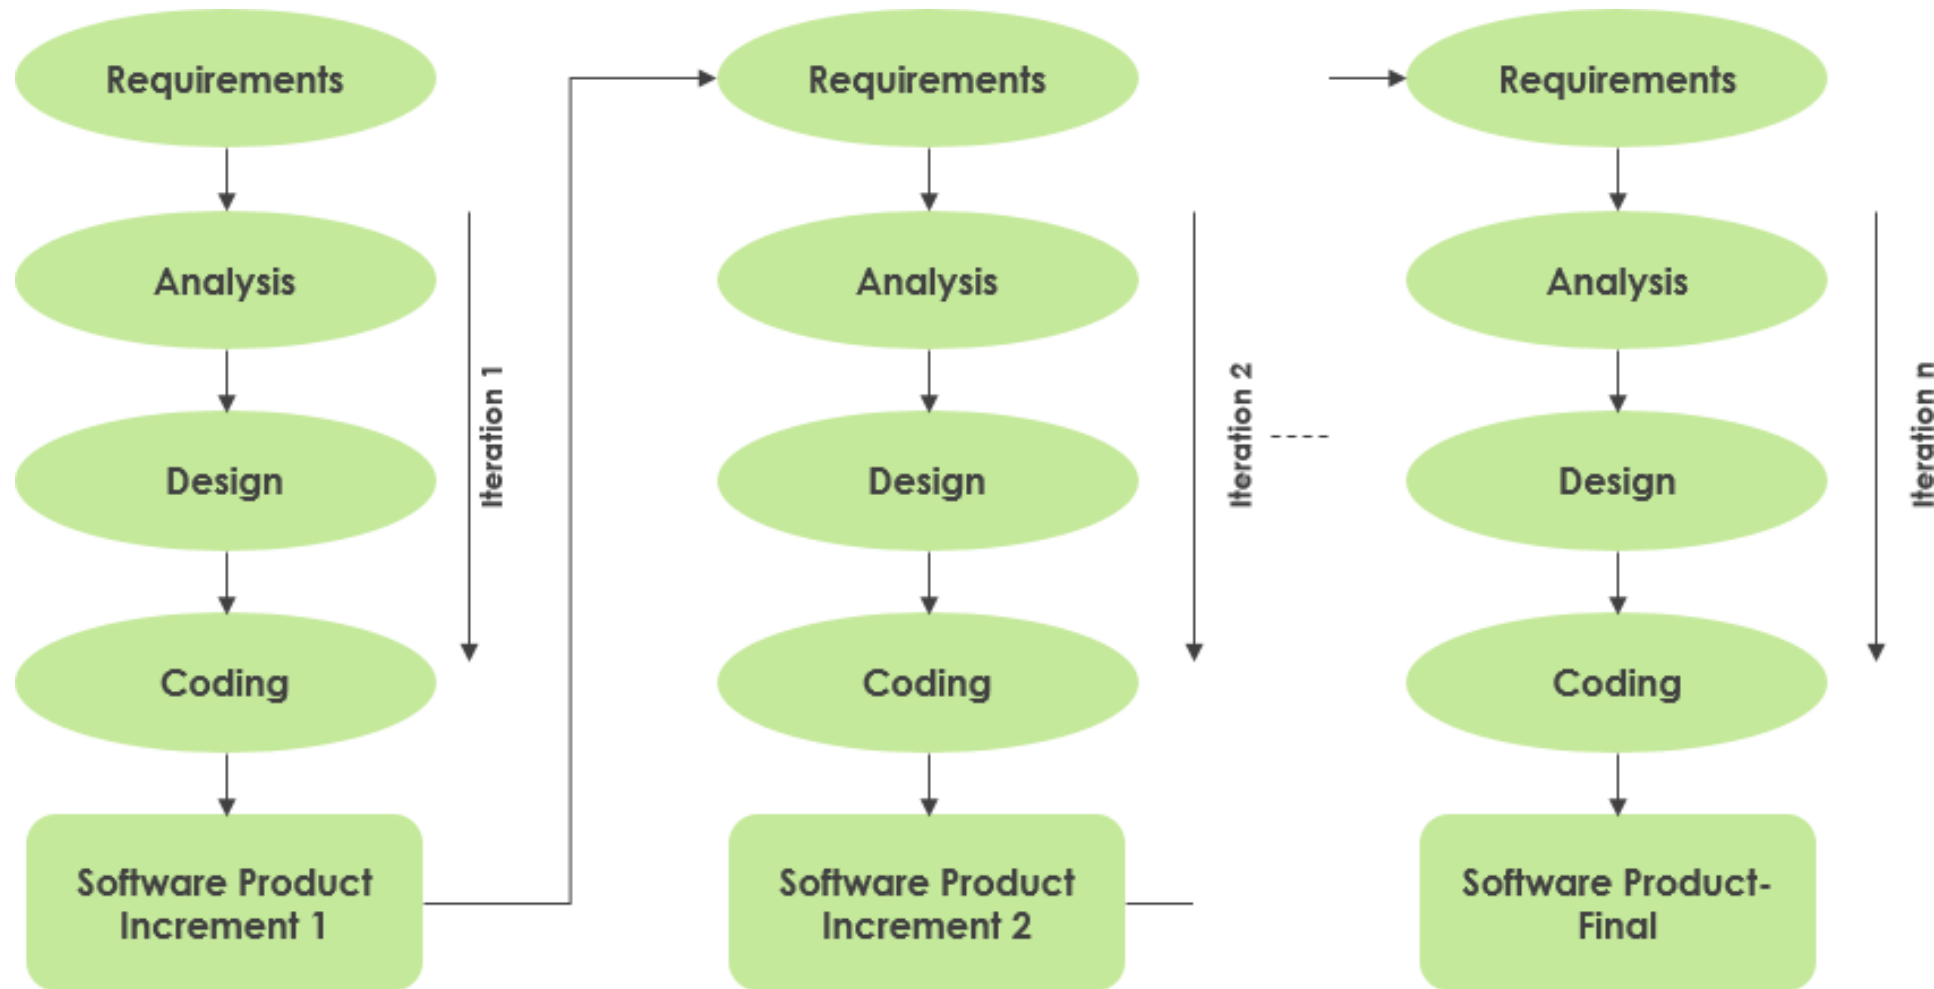 Requirements
Analysis
Design
Coding
Software Product
Increment 1
Iteration 1
Requirements
Analysis
Design
Coding
Software Product
Increment 2
Iteration 2
Requirements
Analysis
Design
Coding
Software Product-
Final
Iteration n